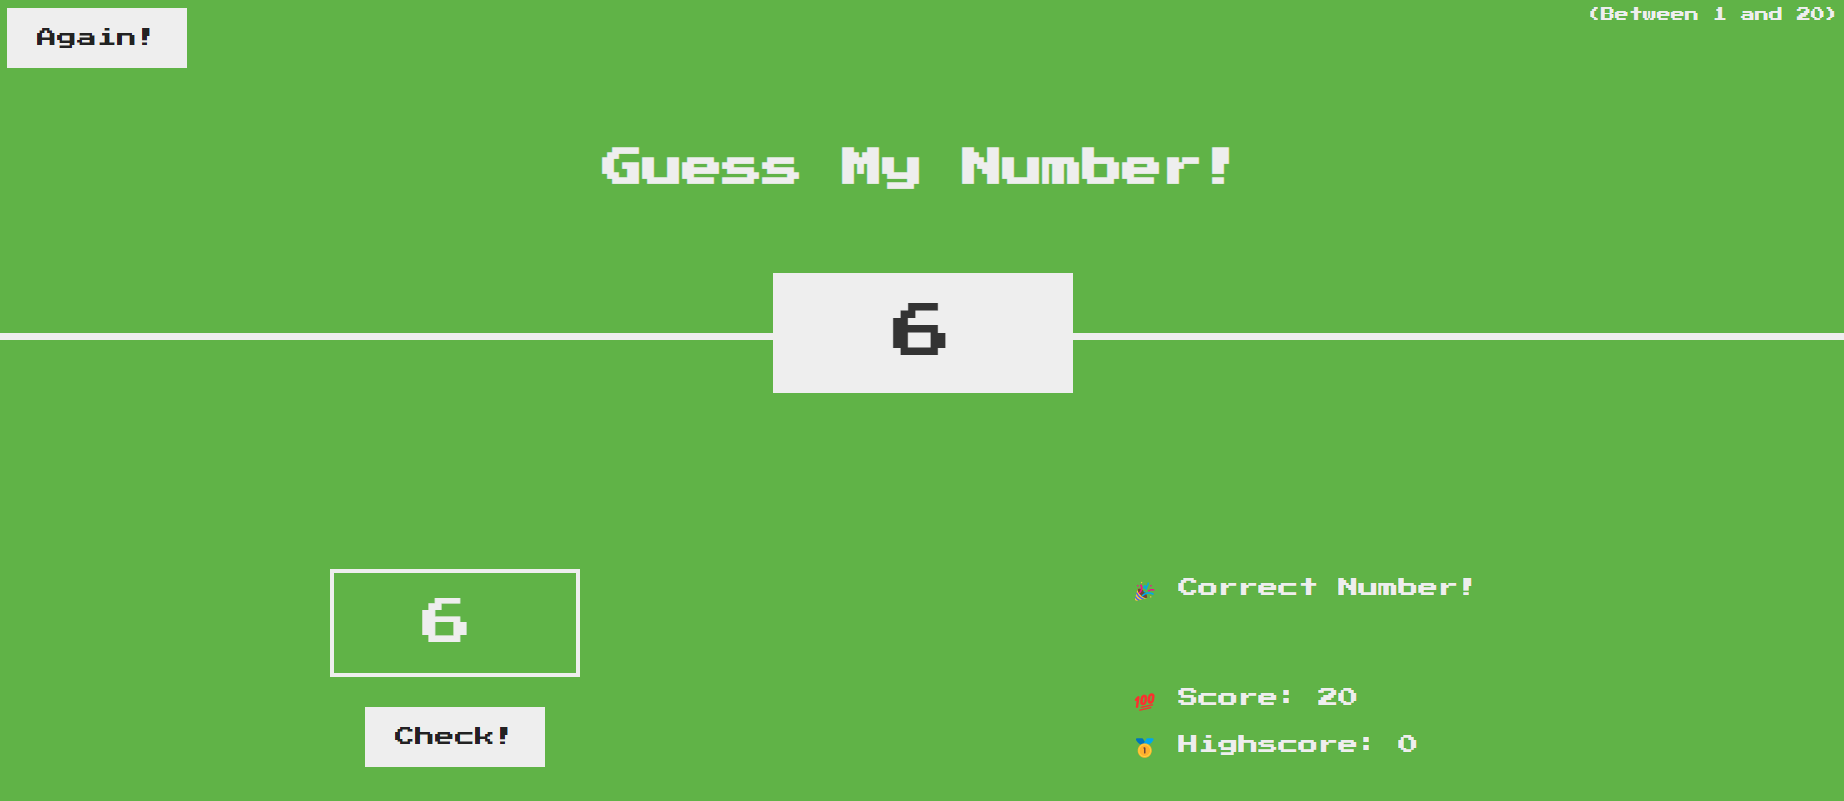 Again!
(Between 1 and 20)
Guess My Number!
6
6
Check!
🎉 Correct Number!
💯 Score: 20
🥇 Highscore: 0